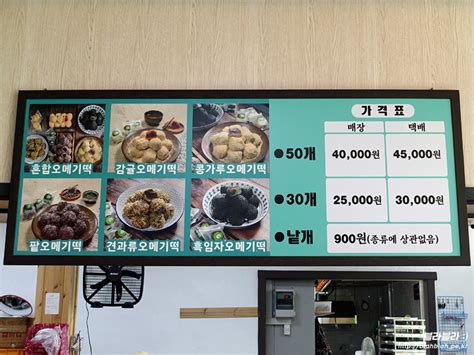 가격표
매장 택배
●50개 40,000원 45,000원
●30개 25,000원 30,000원
●낱개 900원(종류에 상관없음)
혼합오메기떡 감귤오메기떡 콩가루오메기떡
팥오메기떡 견과류오메기떡 흑임자오메기떡